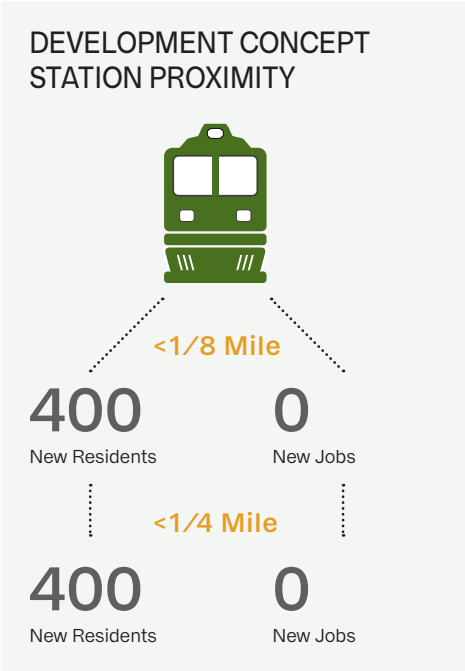 DEVELOPMENT CONCEPT
STATION PROXIMITY
<1/8 Mile
400
0
New Residents
New Jobs
<1/4 Mile
400
0
New Residents
New Jobs